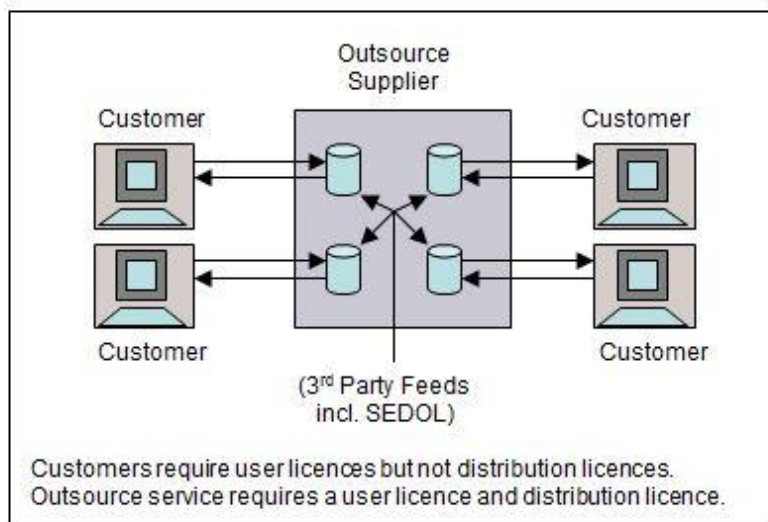 Outsource
Supplier
Customer
Customer
Customer
Customer
(3rd Party Feeds
incl. SEDOL)
Customers require user licences but not distribution licences.
Outsource service requires a user licence and distribution licence.